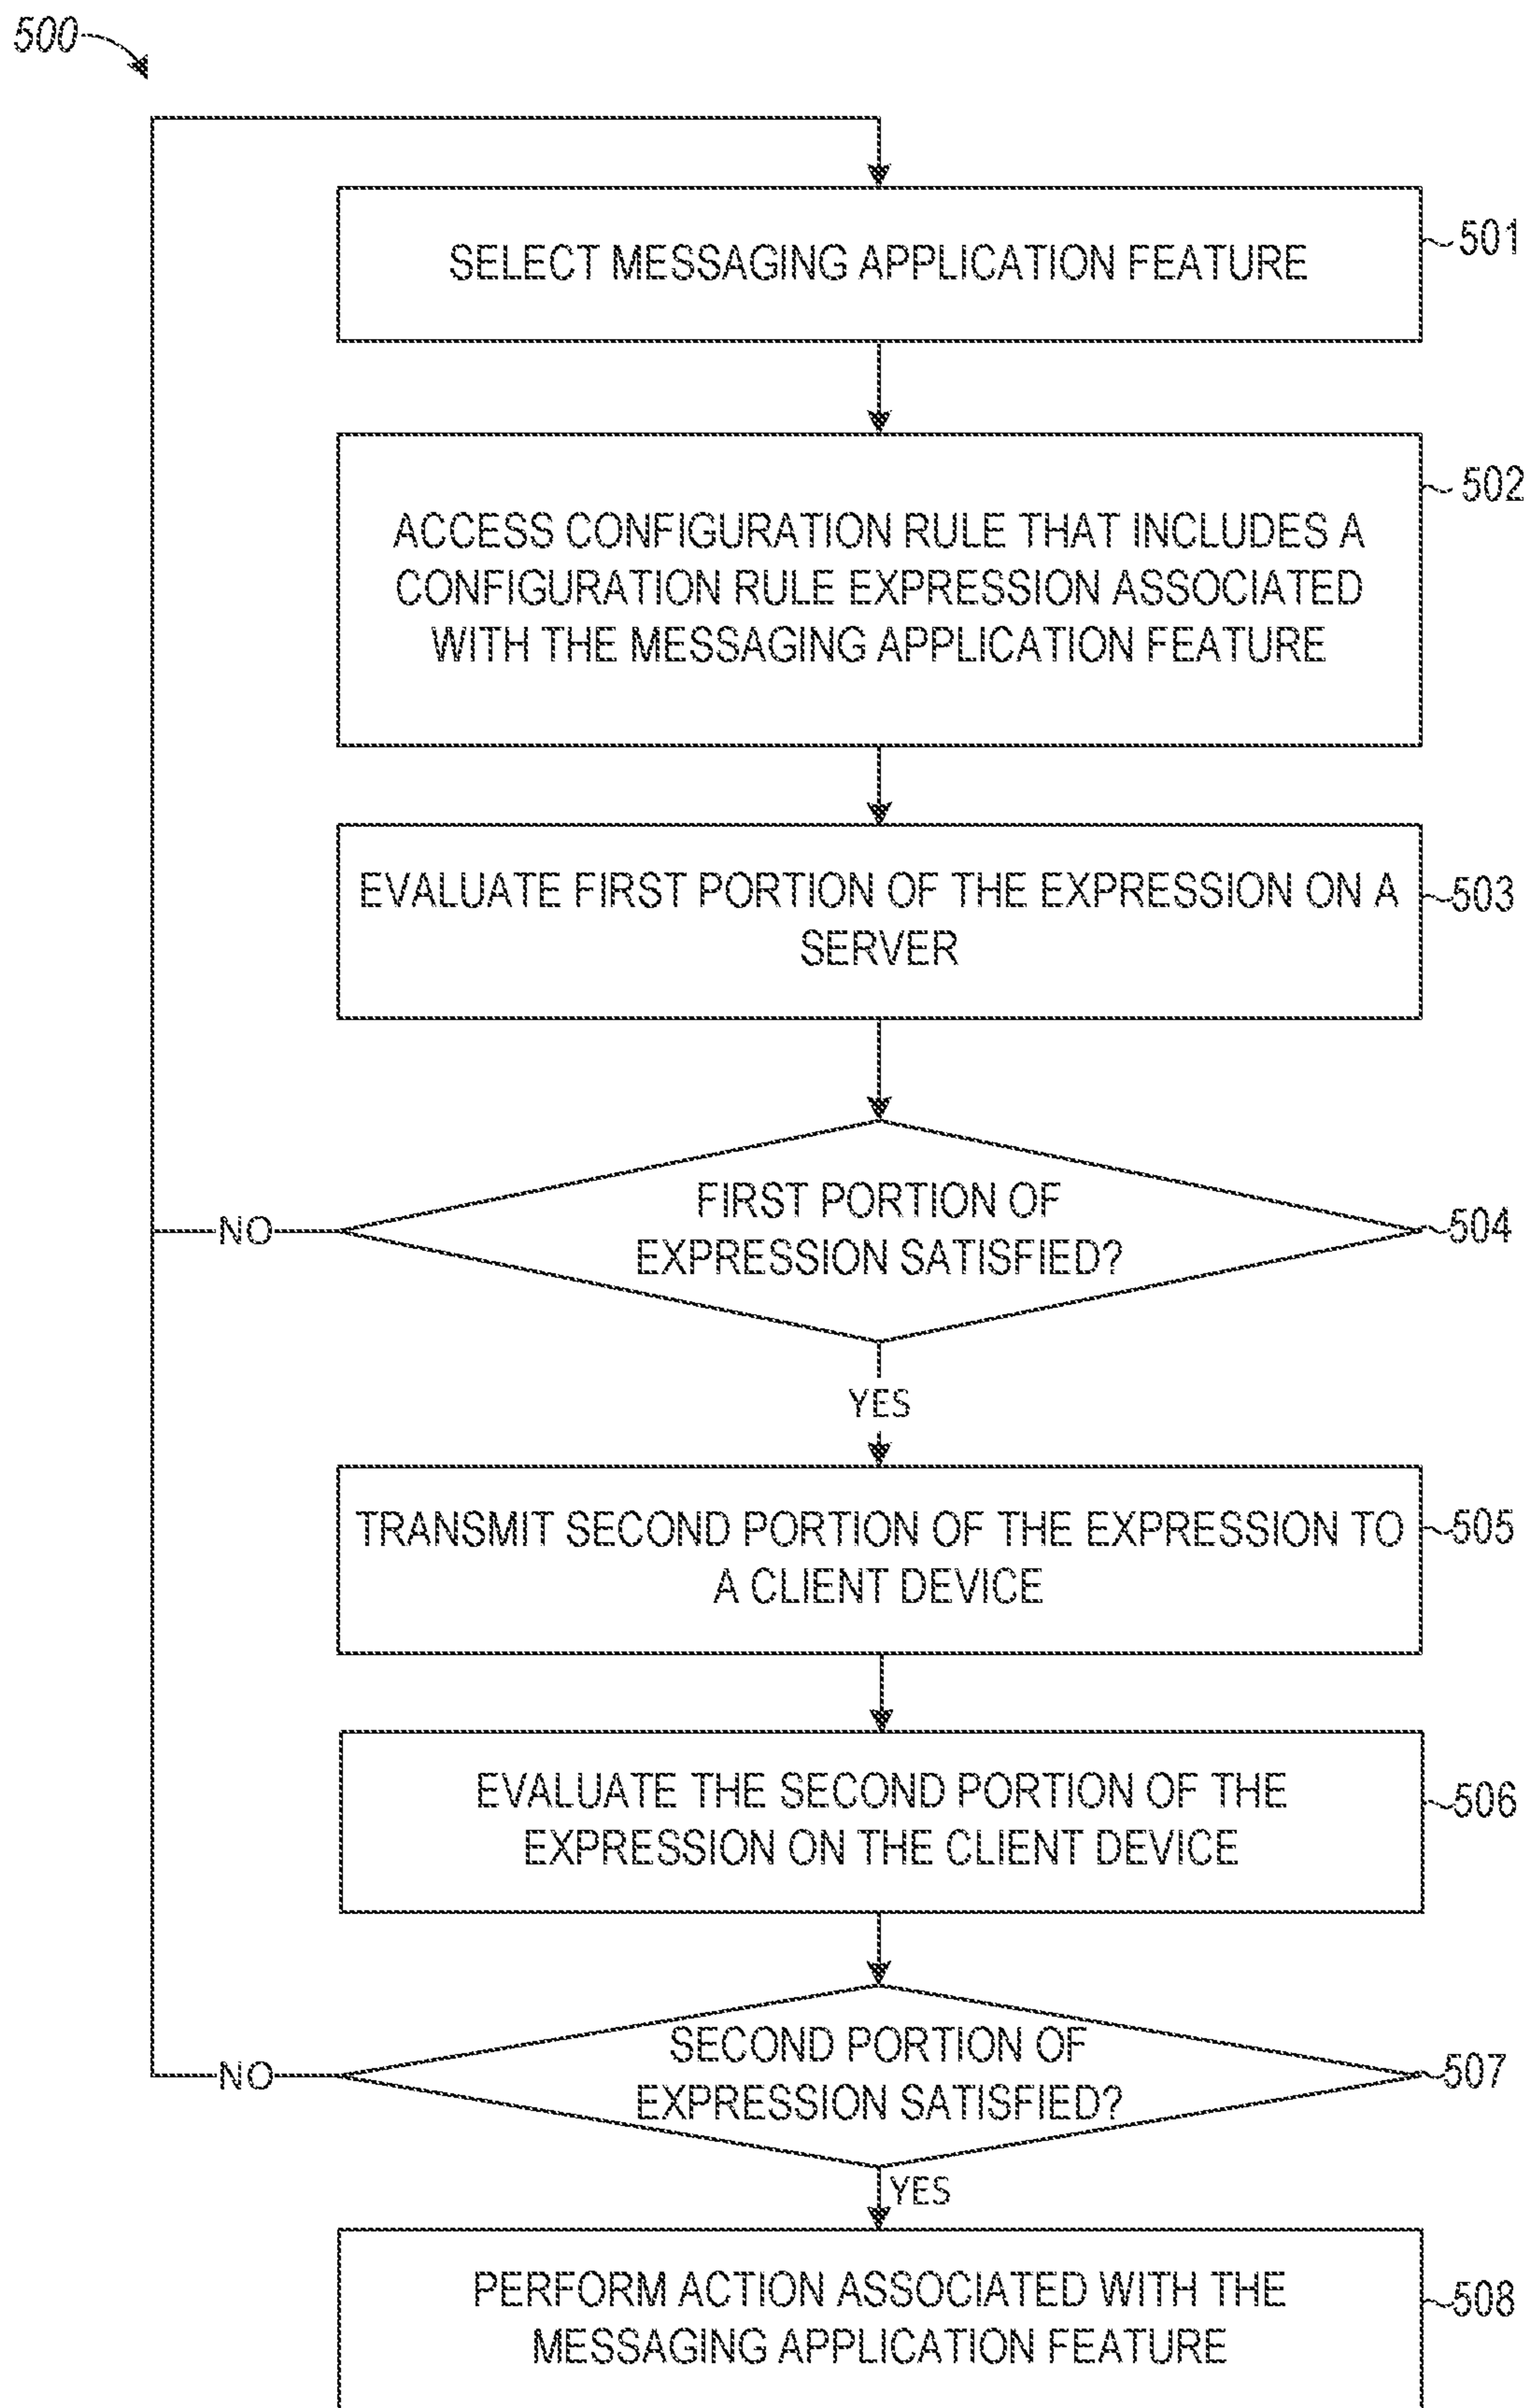 500
SELECT MESSAGING APPLICATION FEATURE
501
ACCESS CONFIGURATION RULE THAT INCLUDES A
CONFIGURATION RULE EXPRESSION ASSOCIATED
WITH THE MESSAGING APPLICATION FEATURE
502
EVALUATE FIRST PORTION OF THE EXPRESSION ON A
SERVER
503
FIRST PORTION OF
EXPRESSION SATISFIED?
504
NO
YES
TRANSMIT SECOND PORTION OF THE EXPRESSION TO
A CLIENT DEVICE
505
EVALUATE THE SECOND PORTION OF THE
EXPRESSION ON THE CLIENT DEVICE
506
SECOND PORTION OF
EXPRESSION SATISFIED?
507
NO
YES
PERFORM ACTION ASSOCIATED WITH THE
MESSAGING APPLICATION FEATURE
508